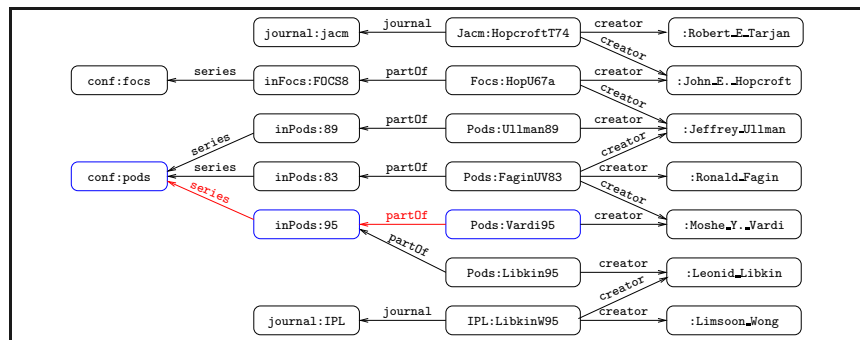 journal:jacm journal Jacm:HopcroftT74 creator :Robert_E_Tarjan
creator
conf:focs series inFocs:FOCS8 partOf Focs:HopU67a creator :John_E._Hopcroft
creator
inPods:89 partOf Pods:Ullman89 creator :Jeffrey_Ullman
series
creator
conf:pods series inPods:83 partOf Pods:FaginUV83 creator :Ronald_Fagin
series
creator
inPods:95 partOf Pods:Vardi95 creator :Moshe_Y._Vardi
partOf
Pods:Libkin95 creator :Leonid_Libkin
creator
journal:IPL journal IPL:LibkinW95 creator :Limsoon_Wong